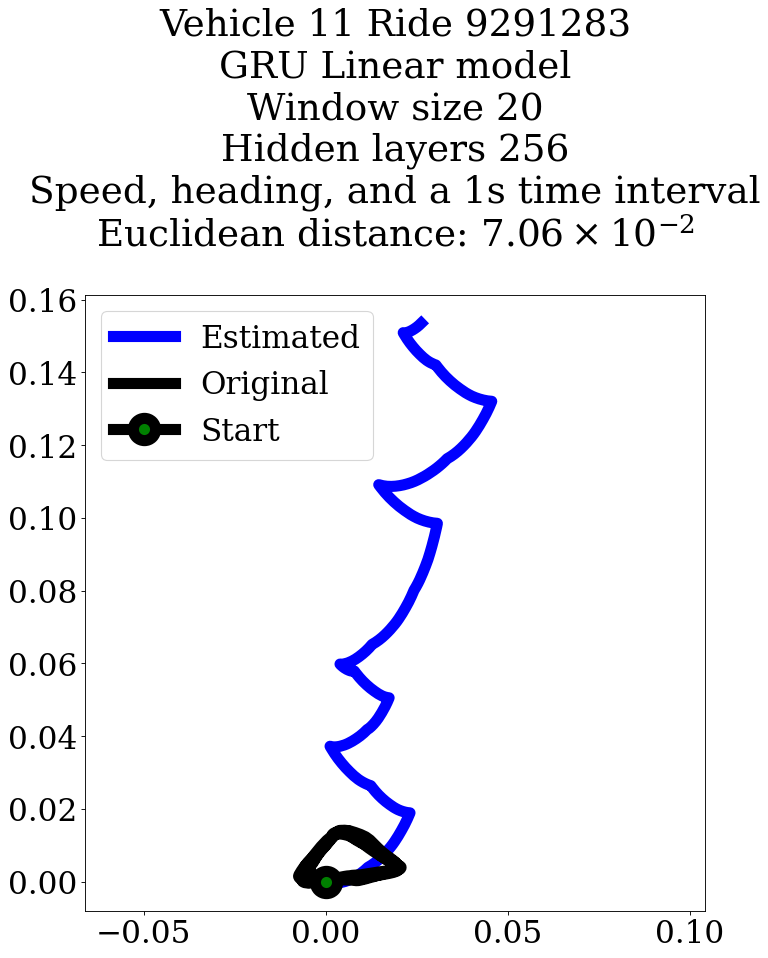 Vehicle 11 Ride 9291283
GRU Linear model
Window size 20
Hidden layers 256
Speed, heading, and a 1s time interval
Euclidean distance: 7.06 × 10⁻²
0.16
0.14
0.12
0.10
0.08
0.06
0.04
0.02
0.00
Estimated
Original
Start
−0.05
0.00
0.05
0.10